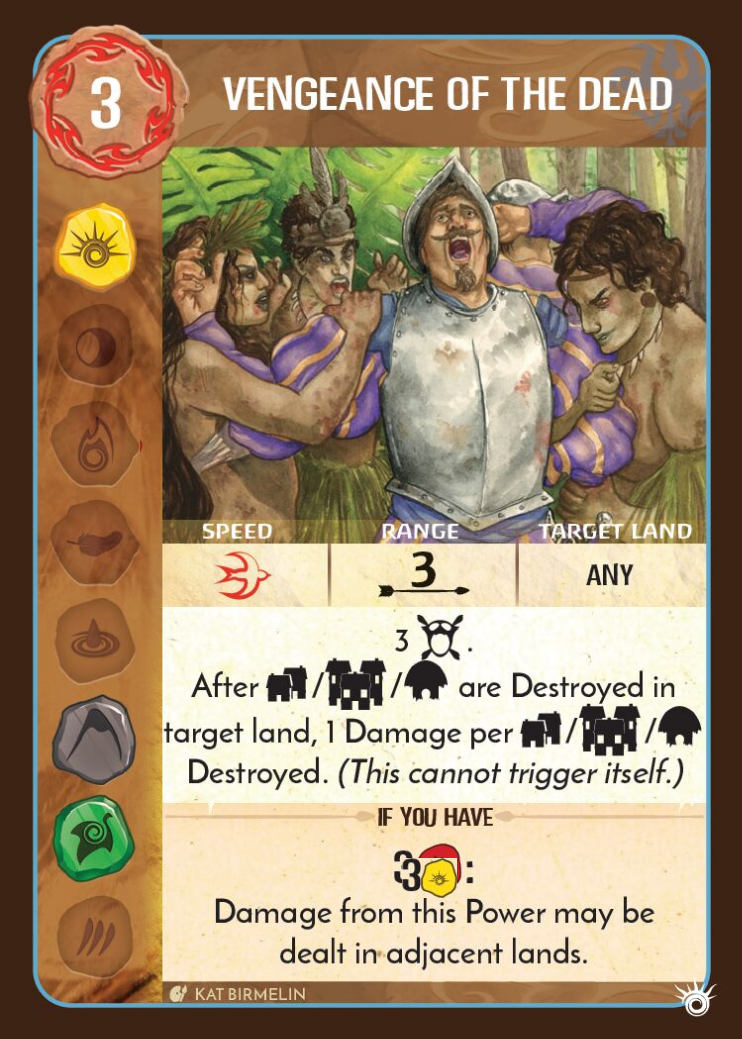 3
VENGEANCE OF THE DEAD
SPEED RANGE TARGET LAND
3 ANY
3 .
After / / are Destroyed in
target land, 1 Damage per / /
Destroyed. (This cannot trigger itself.)
IF YOU HAVE
3 :
Damage from this Power may be
dealt in adjacent lands.
KAT BIRMELIN